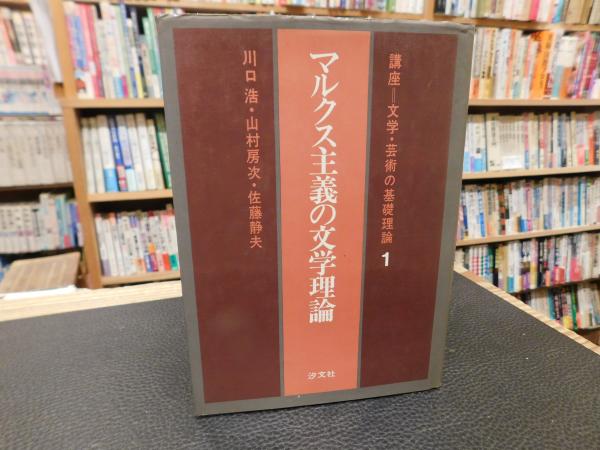 講座＝文学・芸術の基礎理論 1
マルクス主義の文学理論
川口 浩・山村房次・佐藤静夫
汐文社